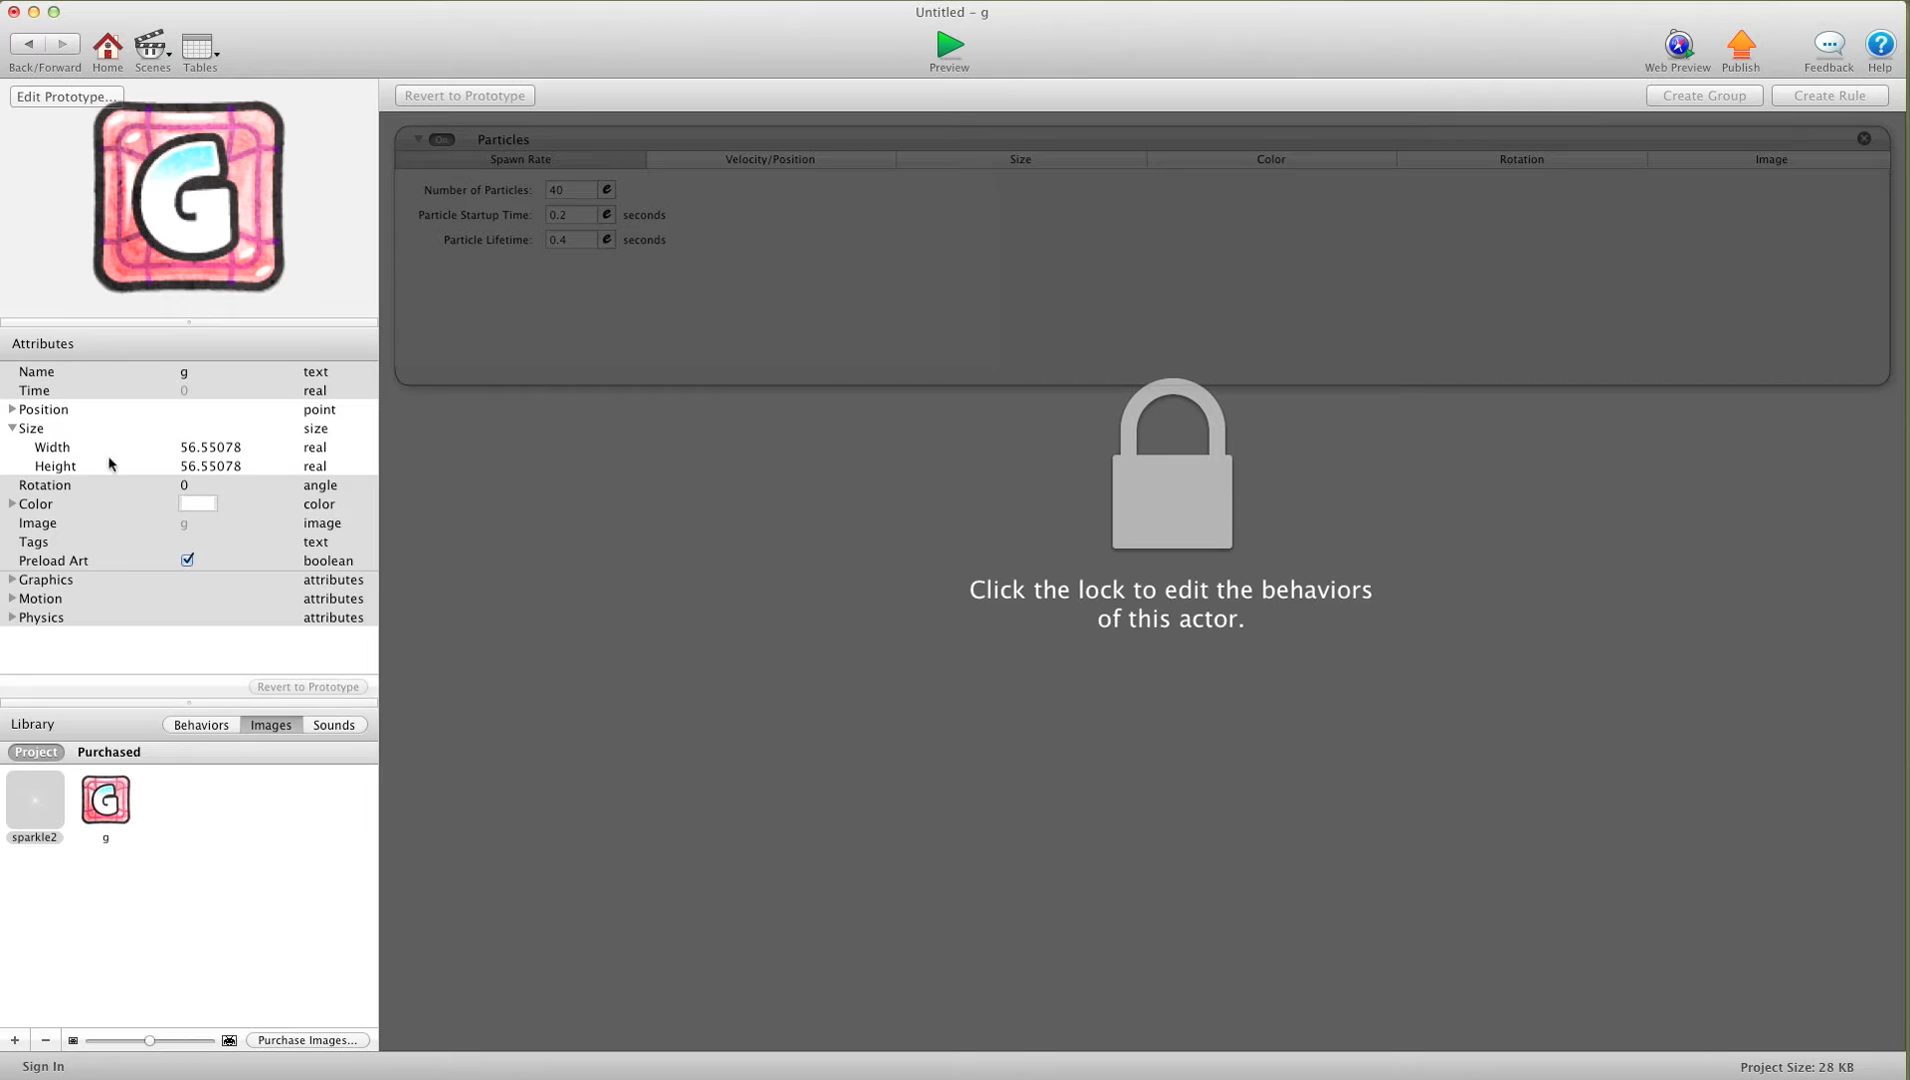 Untitled – g
Back/Forward Home Scenes Tables Preview Web Preview Publish Feedback Help
Edit Prototype... Revert to Prototype Create Group Create Rule
G
On Particles
Spawn Rate Velocity/Position Size Color Rotation Image
Number of Particles: 40
Particle Startup Time: 0.2 seconds
Particle Lifetime: 0.4 seconds
Attributes
Name g text
Time 0 real
Position point
Size size
Width 56.55078 real
Height 56.55078 real
Rotation 0 angle
Color color
Image g image
Tags text
Preload Art boolean
Graphics attributes
Motion attributes
Physics attributes
Click the lock to edit the behaviors
of this actor.
Revert to Prototype
Library Behaviors Images Sounds
Project Purchased
G
sparkle2 g
Purchase Images...
Sign In Project Size: 28 KB